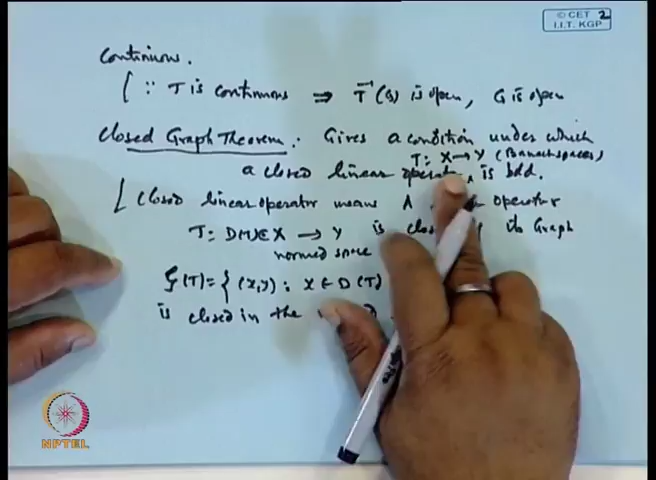 © CET 2
I.I.T. KGP
Continuous.
[ ∵ T is continuous ⇒ T⁻¹(G) is open, G is open
closed Graph Theorem: Gives a condition under which
T: X→Y (Banach spaces)
a closed linear operator, is bdd.
[ closed linear operator means A operator
T: D(T)⊂X → Y is its Graph
normed space
G(T)={ (x,y): x∈D(T)
is closed in the
NPTEL